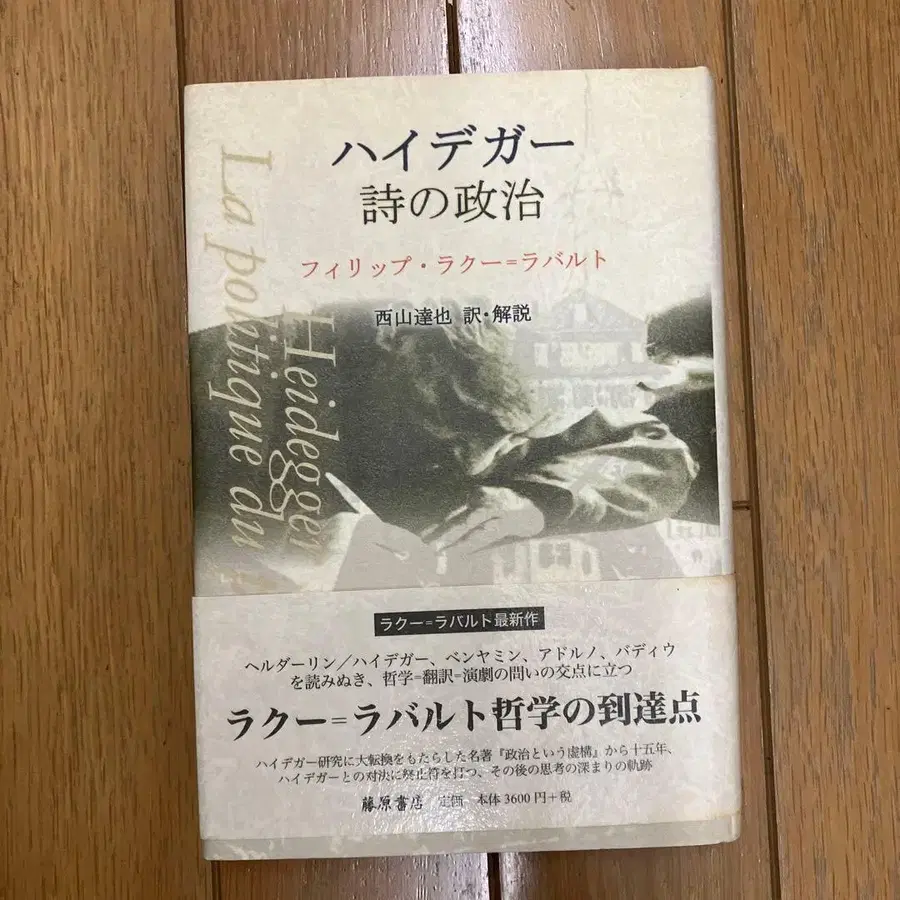 ハイデガー
詩の政治
フィリップ・ラクー=ラバルト
西山達也 訳・解説
Heidegger
La politique du
ラクー=ラバルト最新作
ヘルダーリン／ハイデガー、ベンヤミン、アドルノ、バディウ
を読みぬき、哲学=翻訳=演劇の問いの交点に立つ
ラクー=ラバルト哲学の到達点
ハイデガー研究に大転換をもたらした名著『政治という虚構』から十五年、
ハイデガーとの対決に終止符を打つ、その後の思考の深まりの軌跡
藤原書店 定価 本体3600円+税